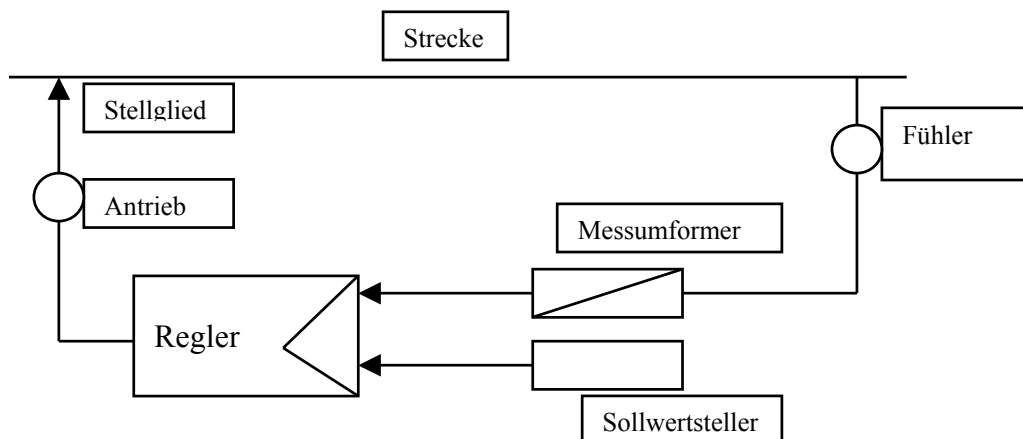 Strecke
Stellglied
Fühler
Antrieb
Messumformer
Regler
Sollwertsteller